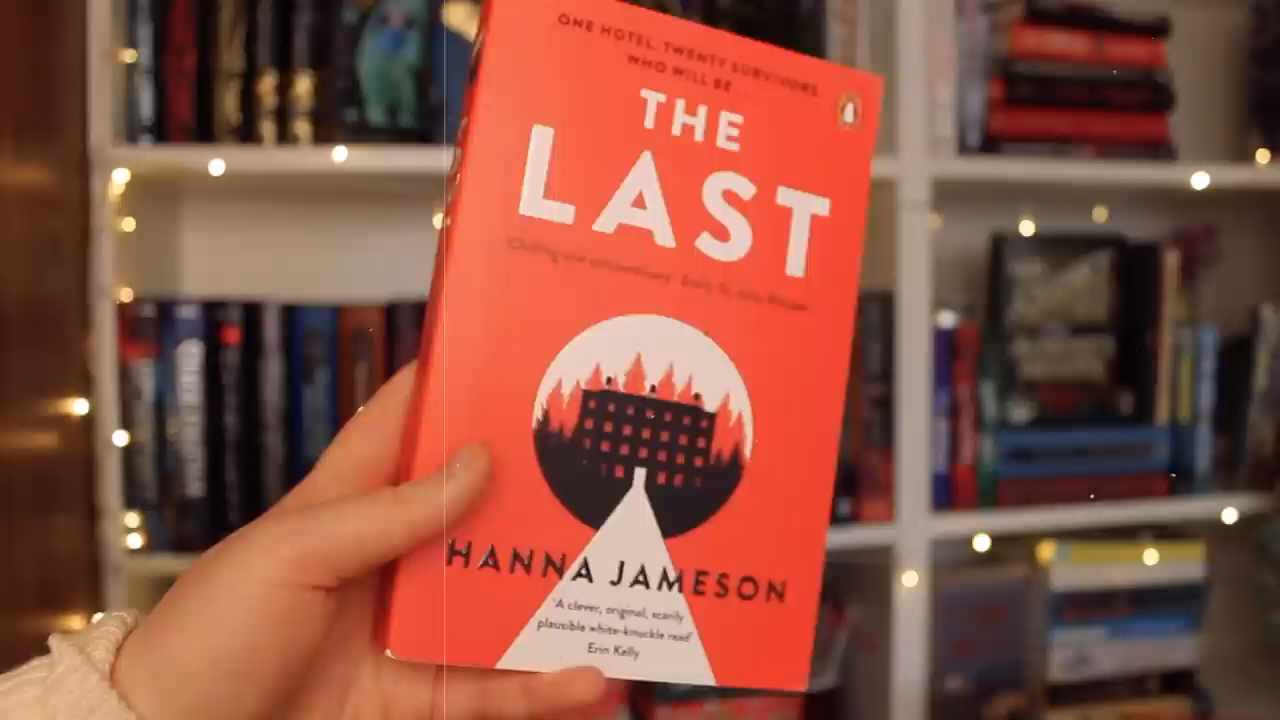 ONE HOTEL. TWENTY SURVIVORS.
WHO WILL BE
THE
LAST
HANNA JAMESON
'A clever, original, scarily
plausible white-knuckle read'
Erin Kelly